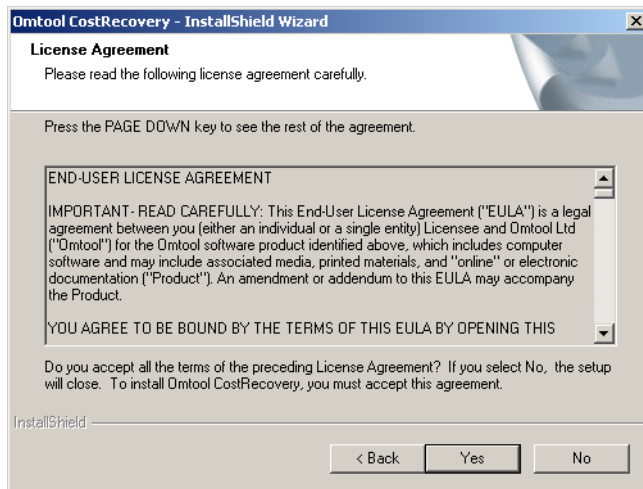 Omtool CostRecovery - InstallShield Wizard
License Agreement
Please read the following license agreement carefully.
Press the PAGE DOWN key to see the rest of the agreement.
END-USER LICENSE AGREEMENT
IMPORTANT- READ CAREFULLY: This End-User License Agreement ("EULA") is a legal
agreement between you (either an individual or a single entity) Licensee and Omtool Ltd
("Omtool") for the Omtool software product identified above, which includes computer
software and may include associated media, printed materials, and "online" or electronic
documentation ("Product"). An amendment or addendum to this EULA may accompany
the Product.
YOU AGREE TO BE BOUND BY THE TERMS OF THIS EULA BY OPENING THIS
Do you accept all the terms of the preceding License Agreement? If you select No, the setup
will close. To install Omtool CostRecovery, you must accept this agreement.
InstallShield
< Back Yes No